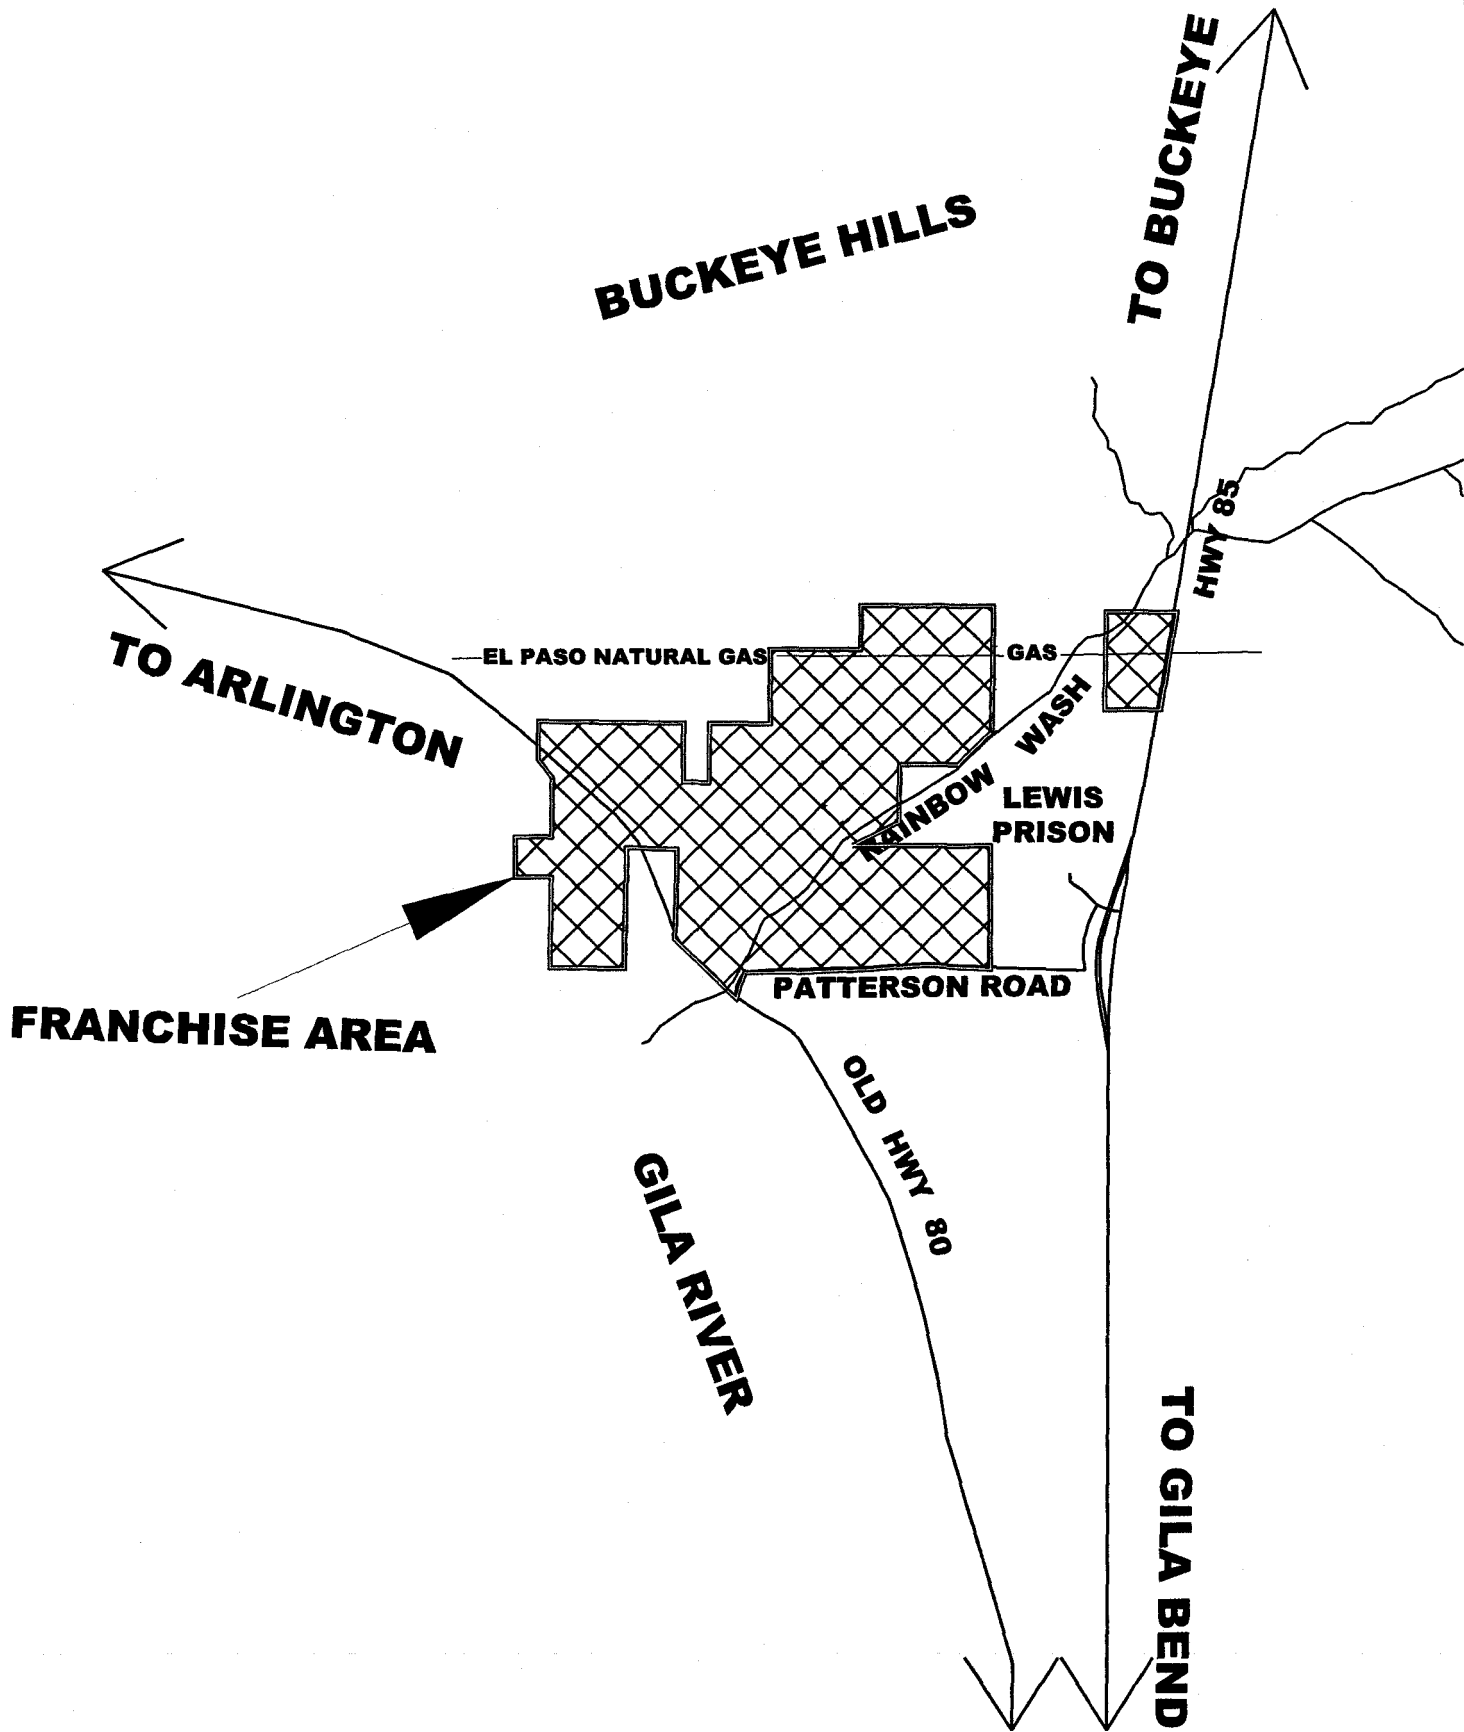 TO BUCKEYE
BUCKEYE HILLS
HWY 85
TO ARLINGTON
EL PASO NATURAL GAS
GAS
RAINBOW WASH
LEWIS
PRISON
PATTERSON ROAD
FRANCHISE AREA
OLD HWY 80
GILA RIVER
TO GILA BEND